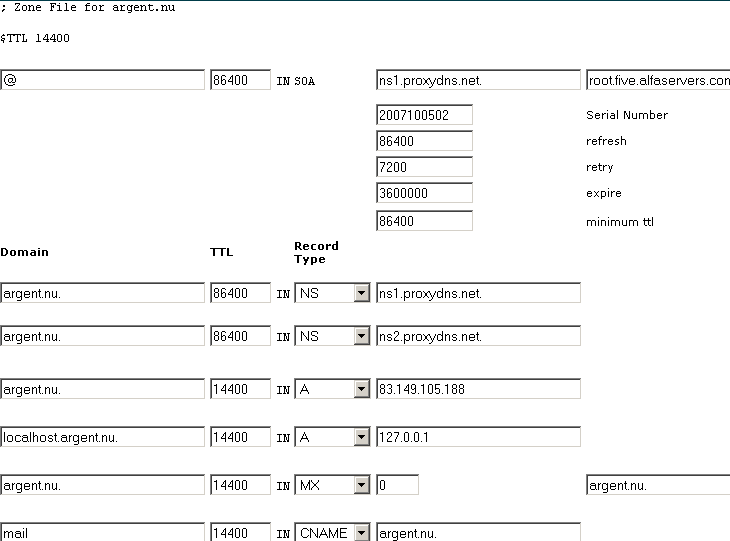 ; Zone File for argent.nu
$TTL 14400
@ 86400 IN SOA ns1.proxydns.net. root.five.alfaservers.com
2007100502 Serial Number
86400 refresh
7200 retry
3600000 expire
86400 minimum ttl
Domain TTL Record Type
argent.nu. 86400 IN NS ns1.proxydns.net.
argent.nu. 86400 IN NS ns2.proxydns.net.
argent.nu. 14400 IN A 83.149.105.188
localhost.argent.nu. 14400 IN A 127.0.0.1
argent.nu. 14400 IN MX 0 argent.nu.
mail 14400 IN CNAME argent.nu.